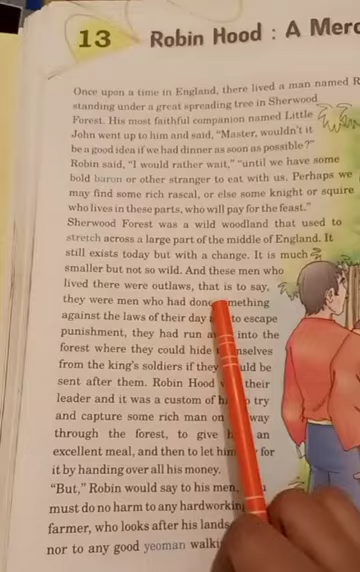 13
Robin Hood : A Merc
Once upon a time in England, there lived a man named R
standing under a great spreading tree in Sherwood
Forest. His most faithful companion named Little
John went up to him and said, “Master, wouldn’t it
be a good idea if we had dinner as soon as possible?”
Robin said, “I would rather wait,” “until we have some
bold baron or other stranger to eat with us. Perhaps we
may find some rich rascal, or else some knight or squire
who lives in these parts, who will pay for the feast.”
Sherwood Forest was a wild woodland that used to
stretch across a large part of the middle of England. It
still exists today but with a change. It is much
smaller but not so wild. And these men who
lived there were outlaws, that is to say,
they were men who had done mething
against the laws of their day to escape
punishment, they had run a into the
forest where they could hide nselves
from the king’s soldiers if they uld be
sent after them. Robin Hood their
leader and it was a custom of h try
and capture some rich man on way
through the forest, to give h an
excellent meal, and then to let him for
it by handing over all his money.
“But,” Robin would say to his men,
must do no harm to any hardworkin
farmer, who looks after his lands
nor to any good yeoman walki